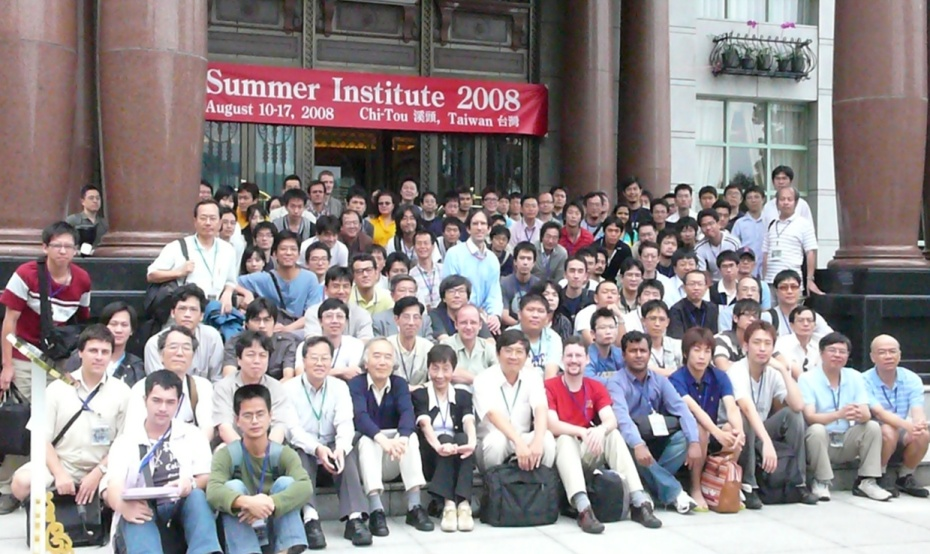 Summer Institute 2008
August 10-17, 2008 Chi-Tou 溪頭, Taiwan 台灣